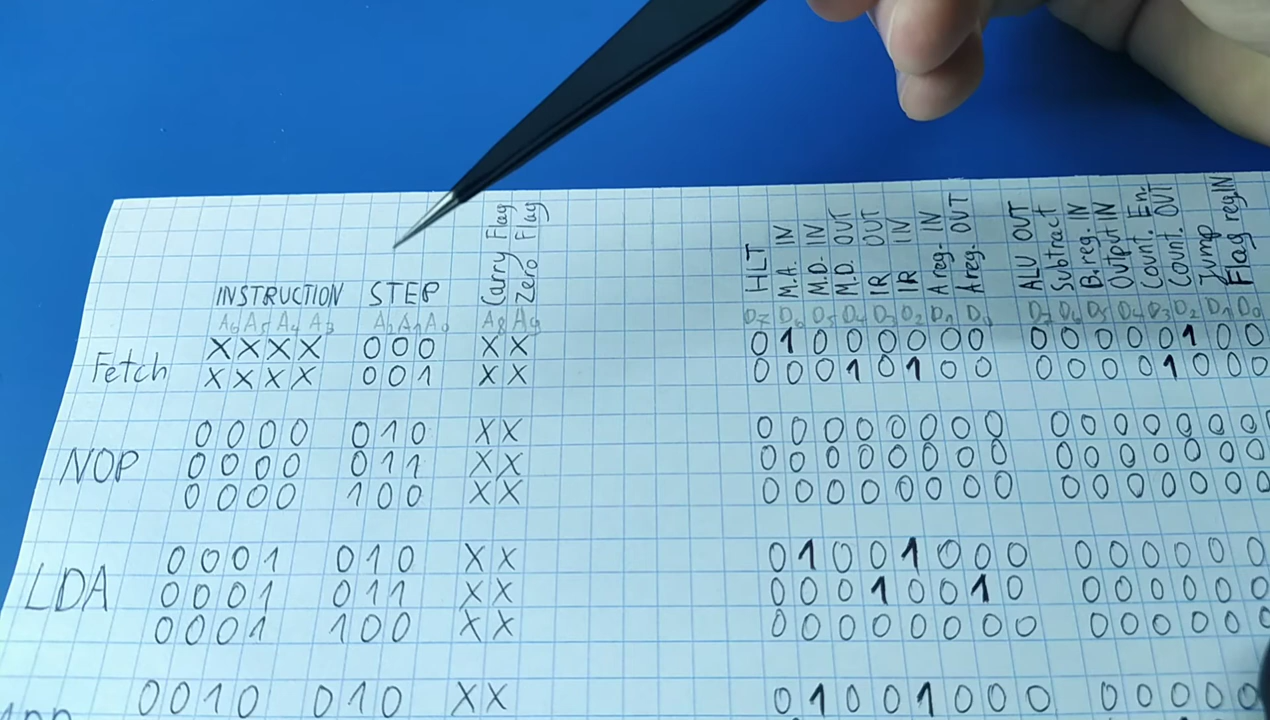 HLT M.A. IN M.D. IN M.D. OUT IR OUT IR IN A reg. IN A reg. OUT ALU OUT Subtract B.reg. IN Output IN Count. En. Count. OUT Jump Flag reg. IN
INSTRUCTION STEP Carry Flag Zero Flag
A6 A5 A4 A3 A2 A1 A0 A8 A9 D7 D6 D5 D4 D3 D2 D1 D0 D7 D6 D5 D4 D3 D2 D1 D0
Fetch
X X X X 0 0 0 X X 0 1 0 0 0 0 0 0 0 0 0 0 0 1 0 0
X X X X 0 0 1 X X 0 0 0 1 0 1 0 0 0 0 0 0 1 0 0 0
NOP
0 0 0 0 0 1 0 X X 0 0 0 0 0 0 0 0 0 0 0 0 0 0 0 0
0 0 0 0 0 1 1 X X 0 0 0 0 0 0 0 0 0 0 0 0 0 0 0 0
0 0 0 0 1 0 0 X X 0 0 0 0 0 0 0 0 0 0 0 0 0 0 0
LDA
0 0 0 1 0 1 0 X X 0 1 0 0 1 0 0 0 0 0 0 0 0 0
0 0 0 1 0 1 1 X X 0 0 0 1 0 0 1 0 0 0 0 0 0 0
0 0 0 1 1 0 0 X X 0 0 0 0 0 0 0 0 0 0 0 0 0 0
0 0 1 0 0 1 0 X X 0 1 0 0 1 0 0 0 0 0 0 0 0